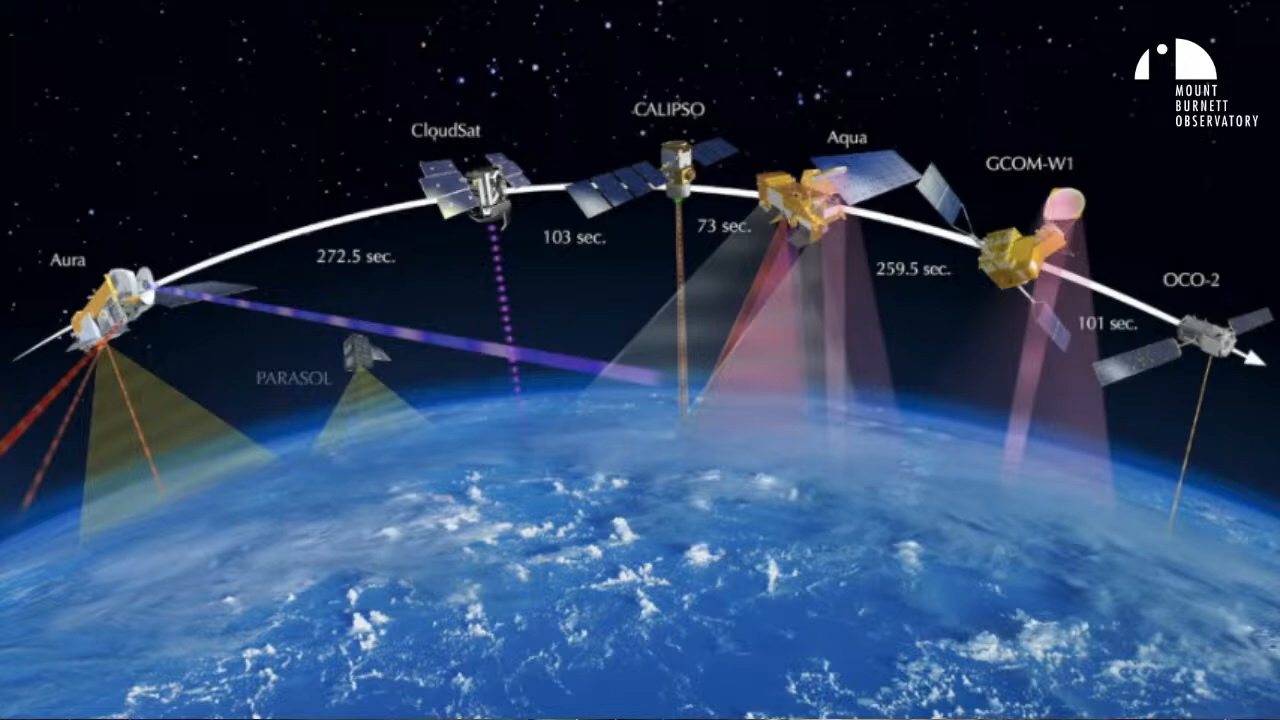 MOUNT
BURNETT
OBSERVATORY
CALIPSO
CloudSat
Aqua
GCOM-W1
73 sec.
103 sec.
272.5 sec.
Aura
259.5 sec.
OCO-2
101 sec.
PARASOL